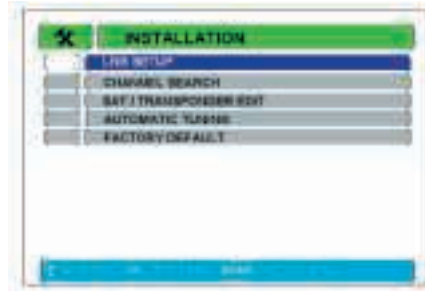 INSTALLATION
LNB SETUP
CHANNEL SEARCH
SAT / TRANSPONDER EDIT
AUTOMATIC TUNING
FACTORY DEFAULT